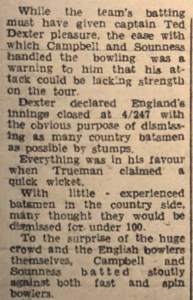 While the team's batting
must have given captain Ted
Dexter pleasure, the ease with
which Campbell and Sounness
handled the bowling was
a warning to him that his at-
tack could be lacking strength
on the tour.
Dexter declared England's
innings closed at 4/247 with
the obvious purpose of dismiss-
ing as many country batsmen
as possible by stumps.
Everything was in his favour
when Trueman claimed a
quick wicket.
With little - experienced
batsmen in the country side,
many thought they would be
dismissed for under 100.
To the surprise of the huge
crowd and the English bowlers
themselves, Campbell and
Sounness batted stoutly
against both fast and spin
bowlers.